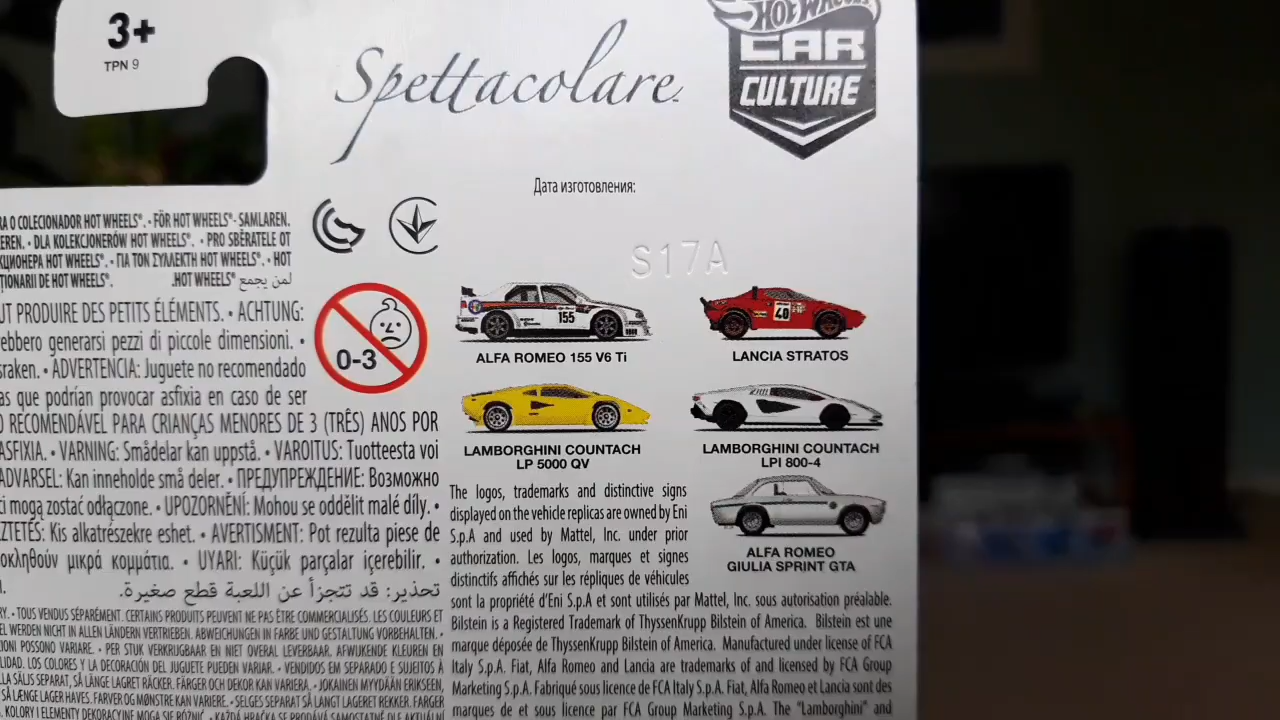 3+
TPN 9
Spettacolare
HOT WHEELS
CAR
CULTURE
Дата изготовления:
RA O COLECIONADOR HOT WHEELS®. • FÖR HOT WHEELS®- SAMLAREN.
EREN. • DLA KOLEKCJONERÓW HOT WHEELS®. • PRO SBĚRATELE OT
КЦИОНЕРА HOT WHEELS®. • ΓΙΑ ΤΟΝ ΣΥΛΛΕΚΤΗ HOT WHEELS®. • HOT
ȚIONARII DE HOT WHEELS®. لمن يجمع HOT WHEELS®.
S17A
155
40
ALFA ROMEO 155 V6 Ti
LANCIA STRATOS
LAMBORGHINI COUNTACH
LP 5000 QV
LAMBORGHINI COUNTACH
LPI 800-4
ALFA ROMEO
GIULIA SPRINT GTA
0-3
UT PRODUIRE DES PETITS ÉLÉMENTS. • ACHTUNG:
ebbero generarsi pezzi di piccole dimensioni. •
sraken. • ADVERTENCIA: Juguete no recomendado
as que podrían provocar asfixia en caso de ser
O RECOMENDÁVEL PARA CRIANÇAS MENORES DE 3 (TRÊS) ANOS POR
ASFIXIA. • VARNING: Smådelar kan uppstå. • VAROITUS: Tuotteesta voi
ADVARSEL: Kan inneholde små deler. • ПРЕДУПРЕЖДЕНИЕ: Возможно
ci mogą zostać odłączone. • UPOZORNĚNÍ: Mohou se oddělit malé díly. •
ZTETÉS: Kis alkatrészekre eshet. • AVERTISMENT: Pot rezulta piese de
οκληθούν μικρά κομμάτια. • UYARI: Küçük parçalar içerebilir. •
تحذير: قد تتجزأ عن اللعبة قطع صغيرة.
RY. • TOUS VENDUS SÉPARÉMENT. CERTAINS PRODUITS PEUVENT NE PAS ÊTRE COMMERCIALISÉS. LES COULEURS ET
EL WERDEN NICHT IN ALLEN LÄNDERN VERTRIEBEN. ABWEICHUNGEN IN FARBE UND GESTALTUNG VORBEHALTEN. •
ZIONI POSSONO VARIARE. • PER STUK VERKRIJGBAAR EN NIET OVERAL LEVERBAAR. AFWIJKENDE KLEUREN EN
LIDAD. LOS COLORES Y LA DECORACIÓN DEL JUGUETE PUEDEN VARIAR. • VENDIDOS EM SEPARADO E SUJEITOS À
LLA SÄLJS SEPARAT, SÅ LÄNGE LAGRET RÄCKER. FÄRGER OCH DEKOR KAN VARIERA. • JOKAINEN MYYDÄÄN ERIKSEEN,
SÅ LÆNGE LAGER HAVES. FARVER OG MØNSTRE KAN VARIERE. • SELGES SEPARAT SÅ LANGT LAGERET REKKER. FARGER
. KOLORY I ELEMENTY DEKORACYJNE MOGĄ SIĘ RÓŻNIĆ. • KAŽDÁ HRAČKA SE PRODÁVÁ SAMOSTATNĚ DLE AKTUÁLNÍ
The logos, trademarks and distinctive signs
displayed on the vehicle replicas are owned by Eni
S.p.A and used by Mattel, Inc. under prior
authorization. Les logos, marques et signes
distinctifs affichés sur les répliques de véhicules
sont la propriété d'Eni S.p.A et sont utilisés par Mattel, Inc. sous autorisation préalable.
Bilstein is a Registered Trademark of ThyssenKrupp Bilstein of America. Bilstein est une
marque déposée de ThyssenKrupp Bilstein of America. Manufactured under license of FCA
Italy S.p.A. Fiat, Alfa Romeo and Lancia are trademarks of and licensed by FCA Group
Marketing S.p.A. Fabriqué sous licence de FCA Italy S.p.A. Fiat, Alfa Romeo et Lancia sont des
marques de et sous licence par FCA Group Marketing S.p.A. The "Lamborghini" and